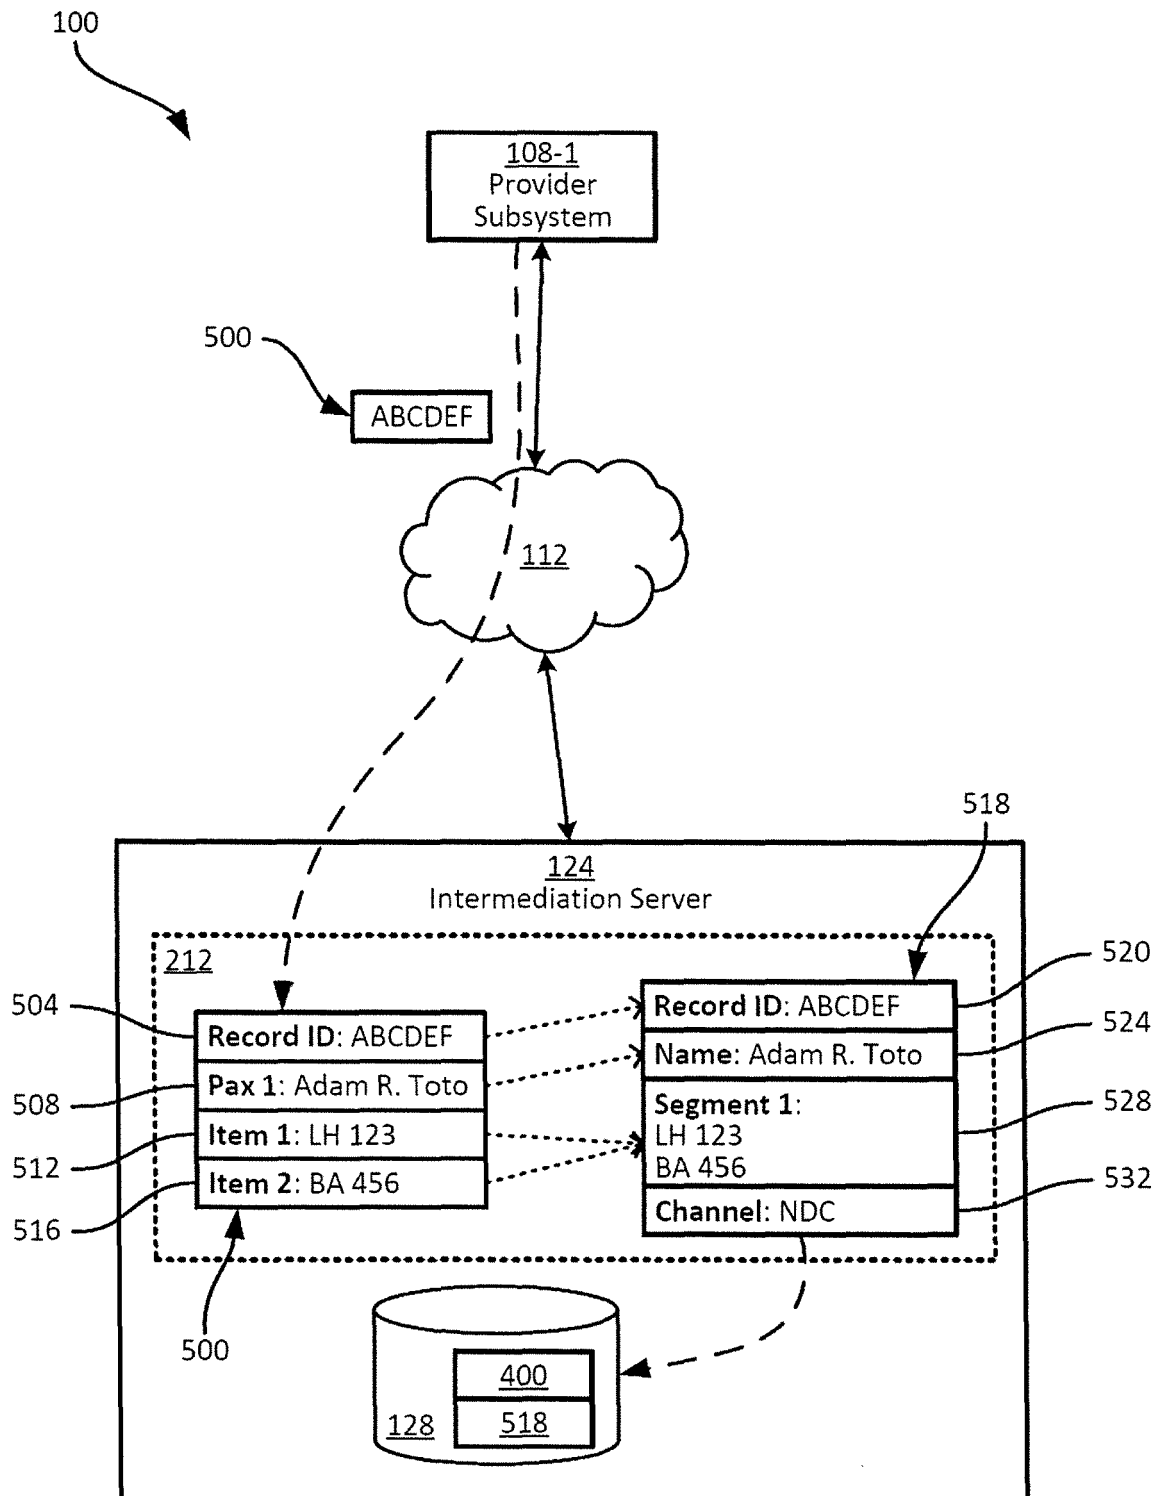 100
108-1
Provider
Subsystem
500
ABCDEF
112
518
124
Intermediation Server
212
520
504
Record ID: ABCDEF
Record ID: ABCDEF
524
Name: Adam R. Toto
508
Pax 1: Adam R. Toto
Segment 1:
LH 123
BA 456
528
512
Item 1: LH 123
532
516
Item 2: BA 456
Channel: NDC
500
400
128
518